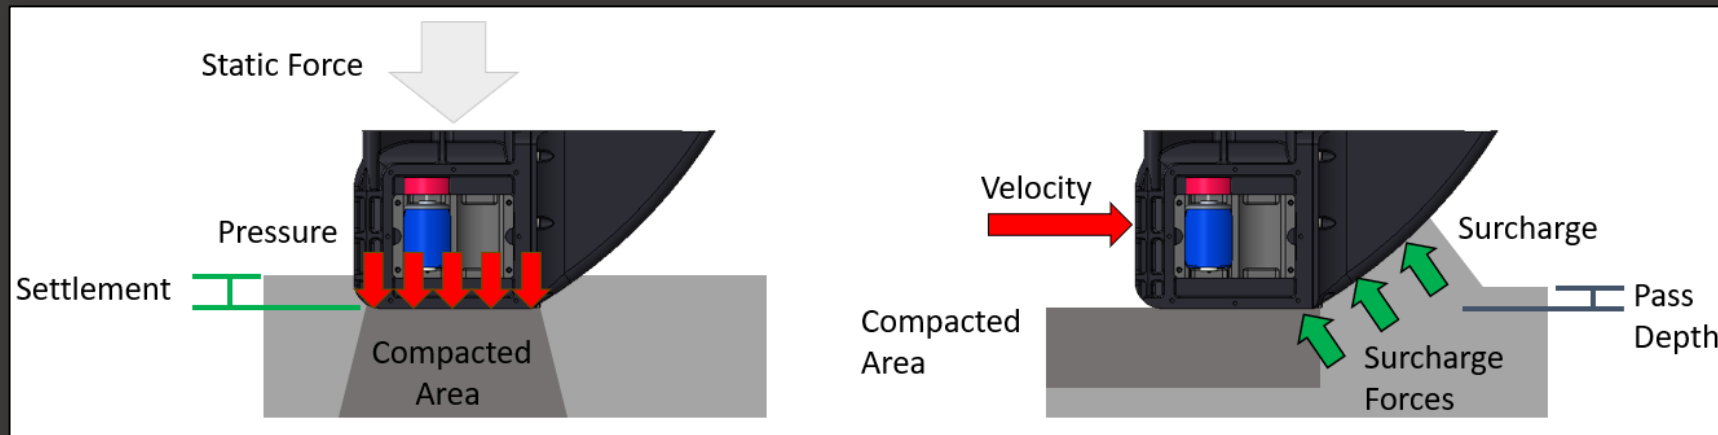 Static Force
Pressure
Settlement
Compacted
Area
Velocity
Surcharge
Pass
Depth
Compacted
Area
Surcharge
Forces